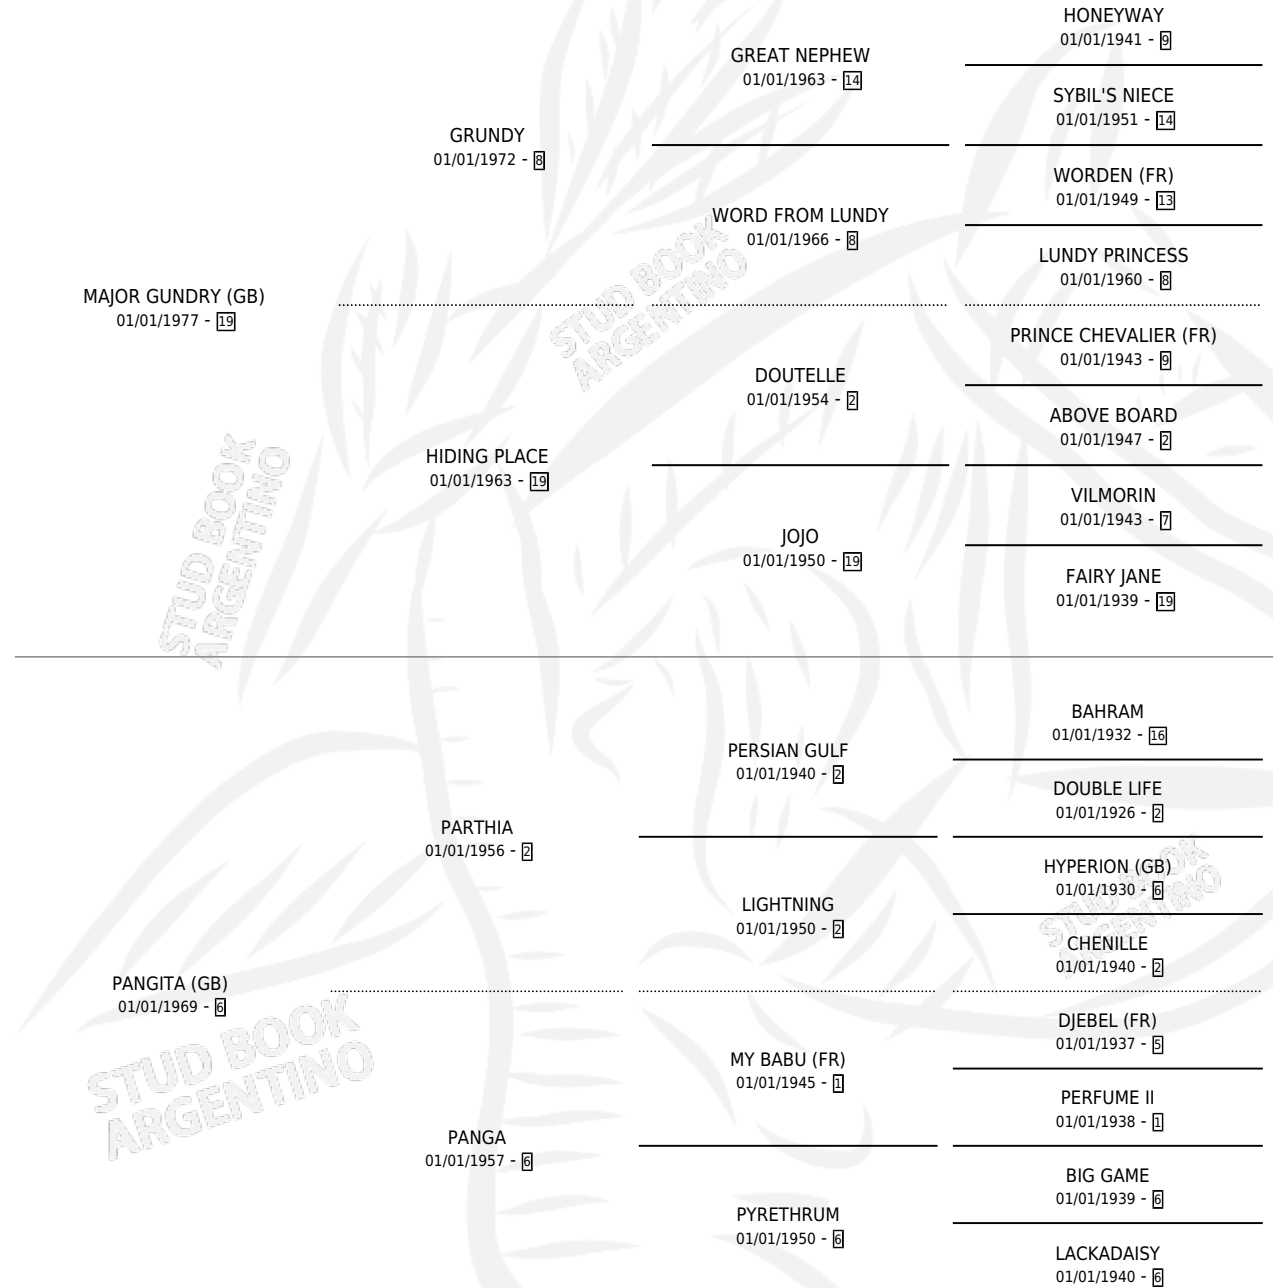 HONEYWAY
01/01/1941 - 9
GREAT NEPHEW
01/01/1963 - 14
SYBIL'S NIECE
01/01/1951 - 14
GRUNDY
01/01/1972 - 8
WORDEN (FR)
01/01/1949 - 13
WORD FROM LUNDY
01/01/1966 - 8
LUNDY PRINCESS
01/01/1960 - 8
MAJOR GUNDRY (GB)
01/01/1977 - 19
STUD BOOK
ARGENTINO
PRINCE CHEVALIER (FR)
01/01/1943 - 9
DOUTELLE
01/01/1954 - 2
ABOVE BOARD
01/01/1947 - 2
HIDING PLACE
01/01/1963 - 19
VILMORIN
01/01/1943 - 7
JOJO
01/01/1950 - 19
FAIRY JANE
01/01/1939 - 19
STUD BOOK
ARGENTINO
BAHRAM
01/01/1932 - 16
PERSIAN GULF
01/01/1940 - 2
DOUBLE LIFE
01/01/1926 - 2
PARTHIA
01/01/1956 - 2
HYPERION (GB)
01/01/1930 - 6
LIGHTNING
01/01/1950 - 2
STUD BOOK
ARGENTINO
CHENILLE
01/01/1940 - 2
PANGITA (GB)
01/01/1969 - 6
DJEBEL (FR)
01/01/1937 - 5
MY BABU (FR)
01/01/1945 - 1
STUD BOOK
ARGENTINO
PERFUME II
01/01/1938 - 1
PANGA
01/01/1957 - 6
BIG GAME
01/01/1939 - 6
PYRETHRUM
01/01/1950 - 6
LACKADAISY
01/01/1940 - 6